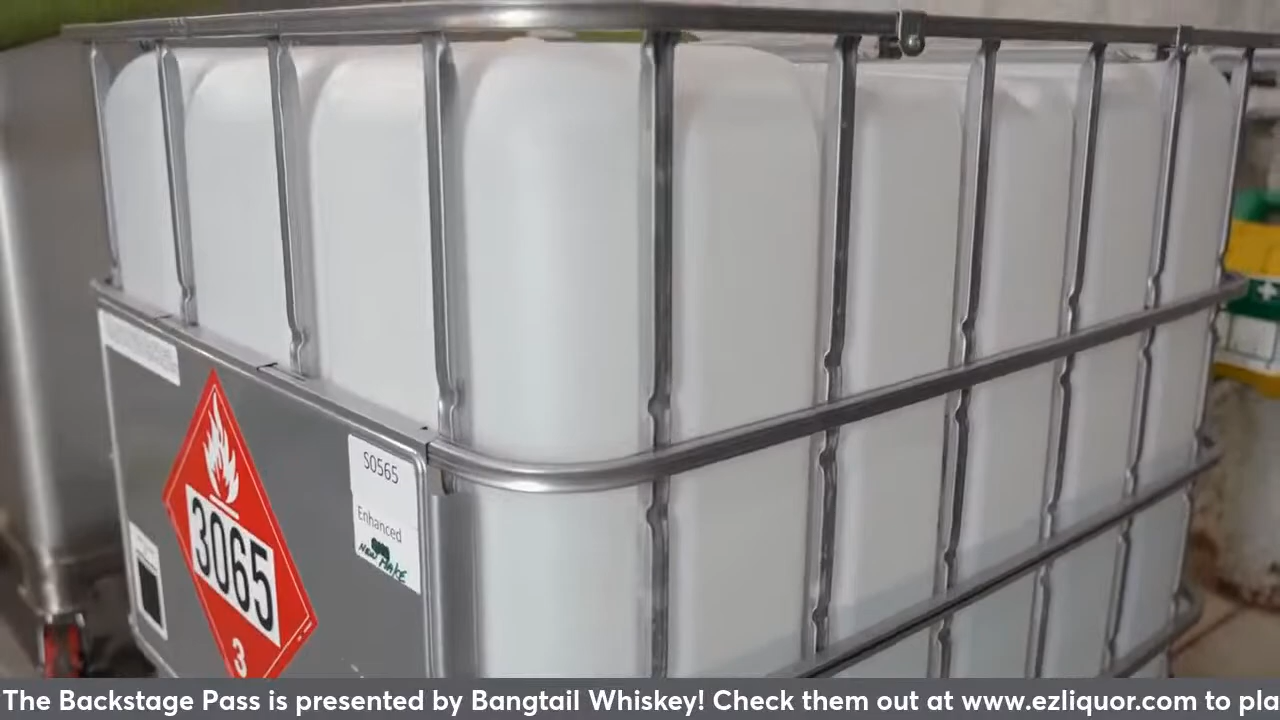 S0565
Enhanced
NEW MAKE
3065
3
The Backstage Pass is presented by Bangtail Whiskey! Check them out at www.ezliquor.com to pla